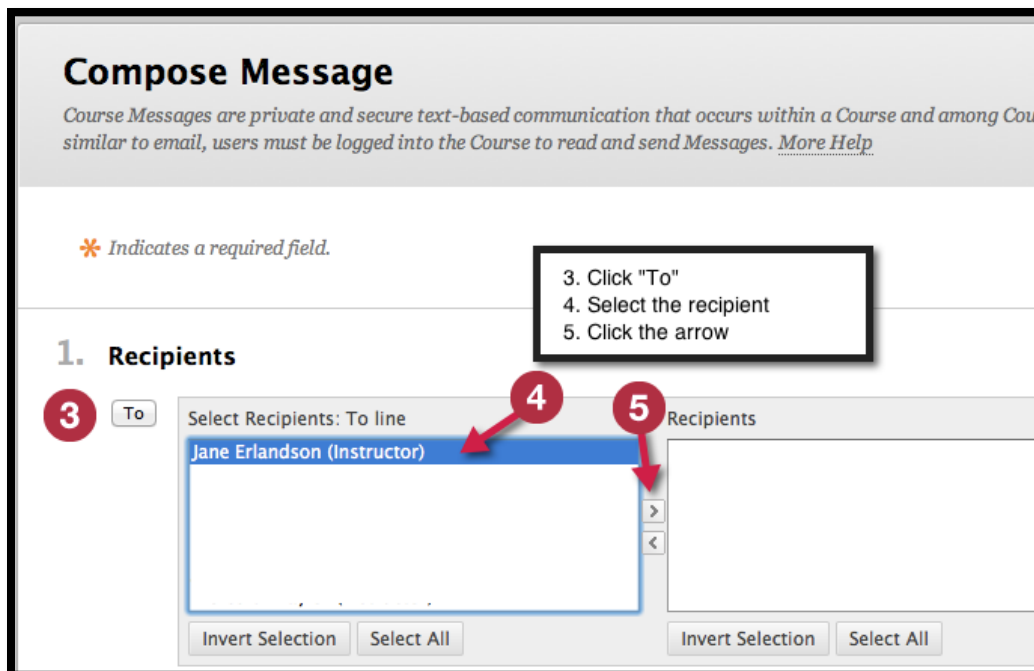 Compose Message
Course Messages are private and secure text-based communication that occurs within a Course and among Cou
similar to email, users must be logged into the Course to read and send Messages. More Help
* Indicates a required field.
3. Click "To"
4. Select the recipient
5. Click the arrow
1. Recipients
3 To
Select Recipients: To line
4
5
Recipients
Jane Erlandson (Instructor)
>
<
Invert Selection Select All
Invert Selection Select All